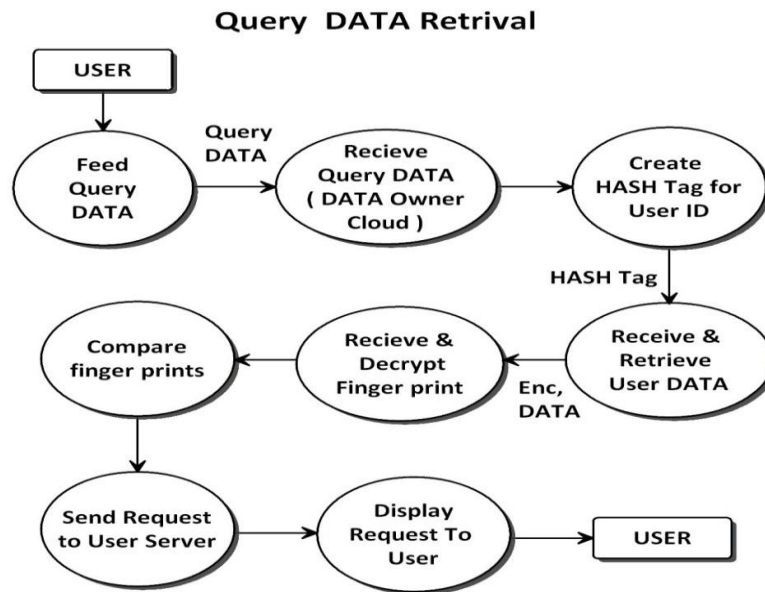 Query DATA Retrival
USER
Feed
Query
DATA
Query
DATA
Recieve
Query DATA
( DATA Owner
Cloud )
Create
HASH Tag for
User ID
HASH Tag
Receive &
Retrieve
User DATA
Enc,
DATA
Recieve &
Decrypt
Finger print
Compare
finger prints
Send Request
to User Server
Display
Request To
User
USER